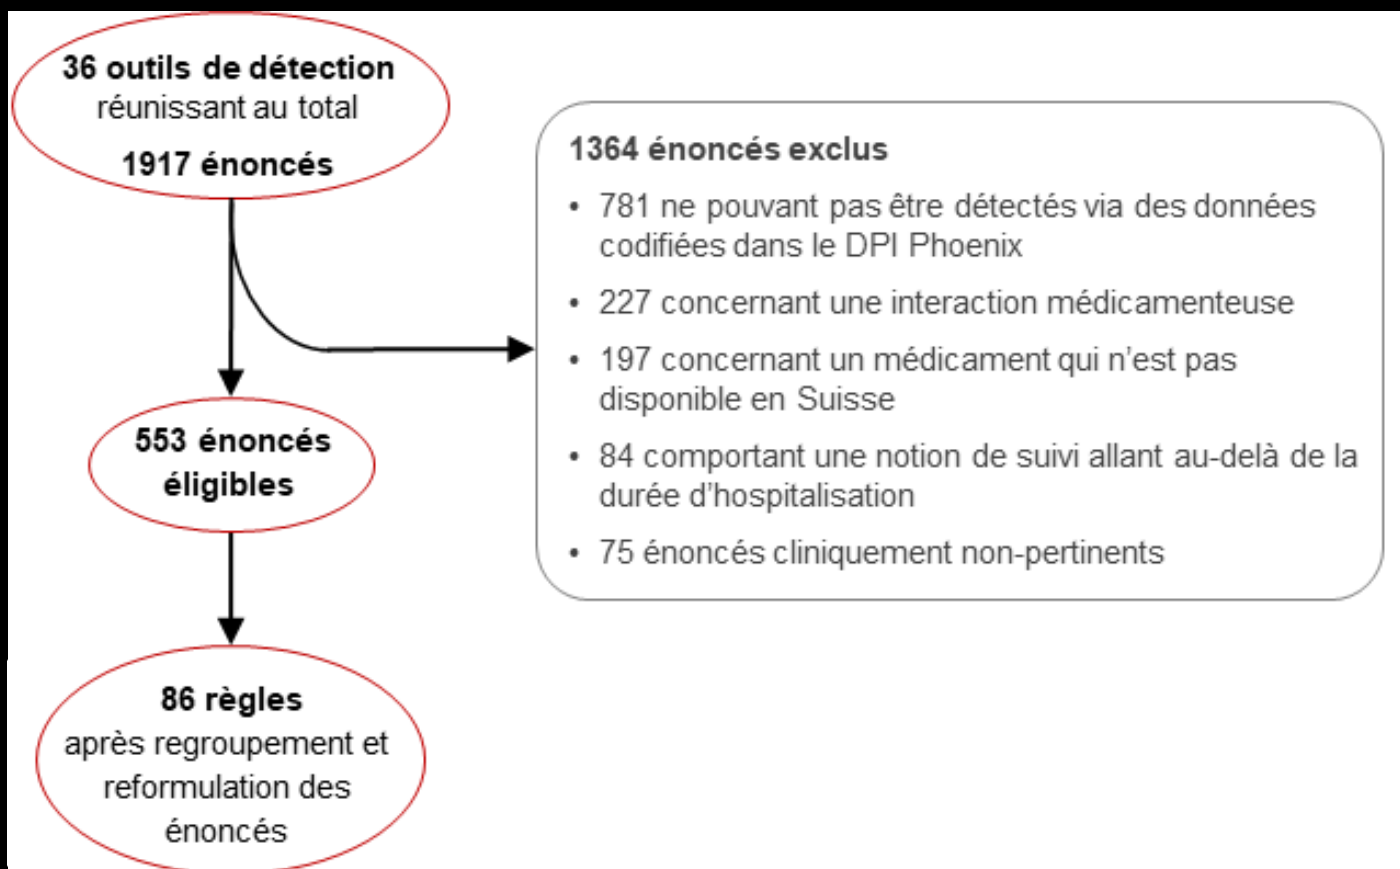 36 outils de détection
réunissant au total
1917 énoncés
1364 énoncés exclus
• 781 ne pouvant pas être détectés via des données
codifiées dans le DPI Phoenix
• 227 concernant une interaction médicamenteuse
• 197 concernant un médicament qui n'est pas
disponible en Suisse
• 84 comportant une notion de suivi allant au-delà de la
durée d'hospitalisation
• 75 énoncés cliniquement non-pertinents
553 énoncés
éligibles
86 règles
après regroupement et
reformulation des
énoncés